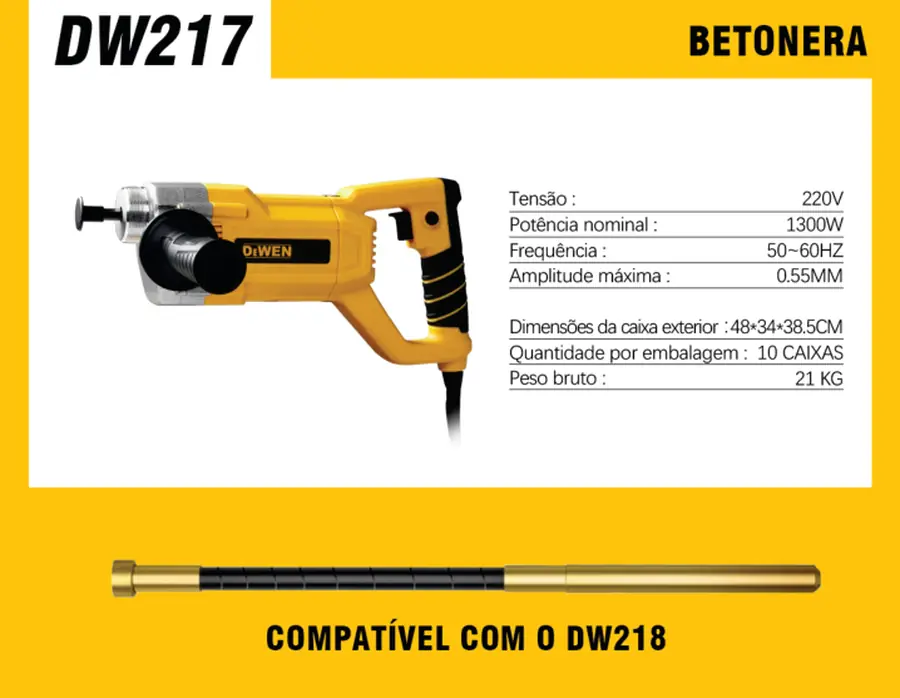 DW217
BETONERA
DEWEN
Tensão : 220V
Potência nominal : 1300W
Frequência : 50~60HZ
Amplitude máxima : 0.55MM
Dimensões da caixa exterior : 48*34*38.5CM
Quantidade por embalagem : 10 CAIXAS
Peso bruto : 21 KG
COMPATÍVEL COM O DW218